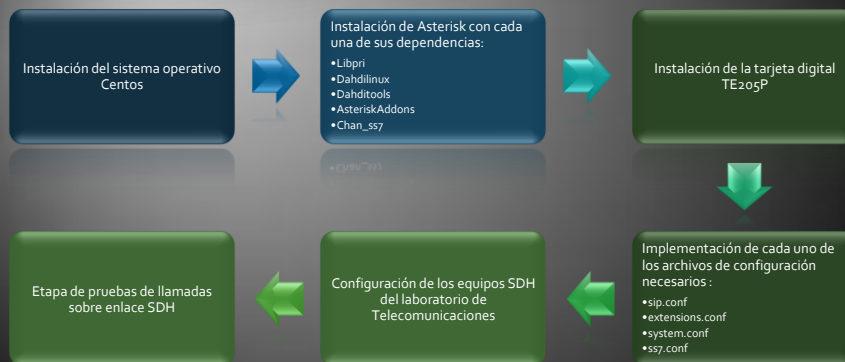 Instalación del sistema operativo
Centos
Instalación de Asterisk con cada
una de sus dependencias:
•Libpri
•Dahdilinux
•Dahditools
•AsteriskAddons
•Chan_ss7
Instalación de la tarjeta digital
TE205P
Implementación de cada uno de
los archivos de configuración
necesarios :
•sip.conf
•extensions.conf
•system.conf
•ss7.conf
Configuración de los equipos SDH
del laboratorio de
Telecomunicaciones
Etapa de pruebas de llamadas
sobre enlace SDH